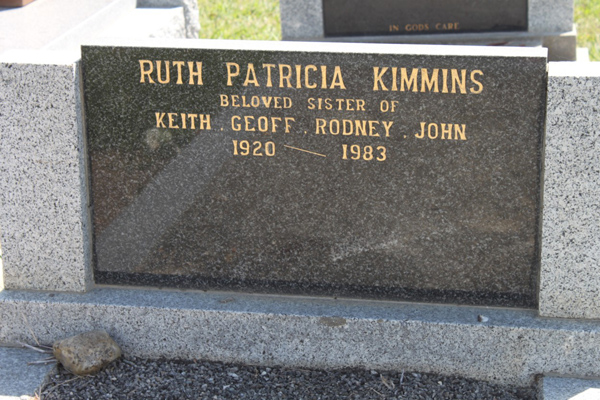 IN GODS CARE
RUTH PATRICIA KIMMINS
BELOVED SISTER OF
KEITH . GEOFF , RODNEY . JOHN
1920 — 1983